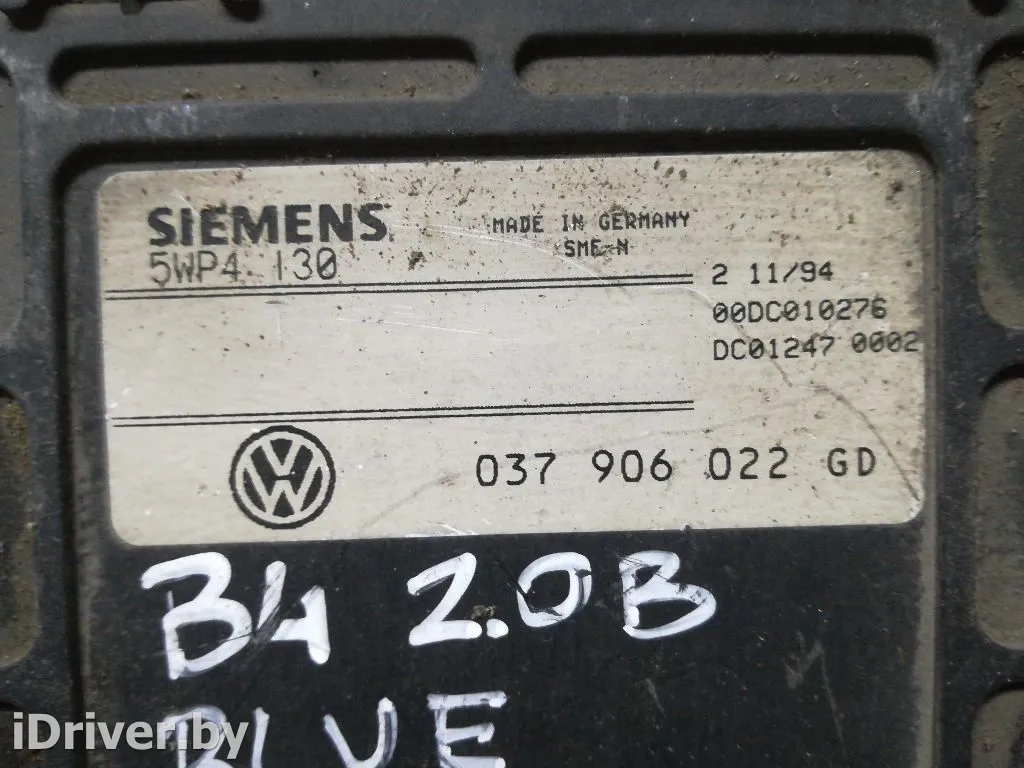 SIEMENS
MADE IN GERMANY
SME-N
5WP4 130
2 11/94
00DC010276
DC01247 0002
037 906 022 GD
B4 2.0B
BLUE
iDriver.by